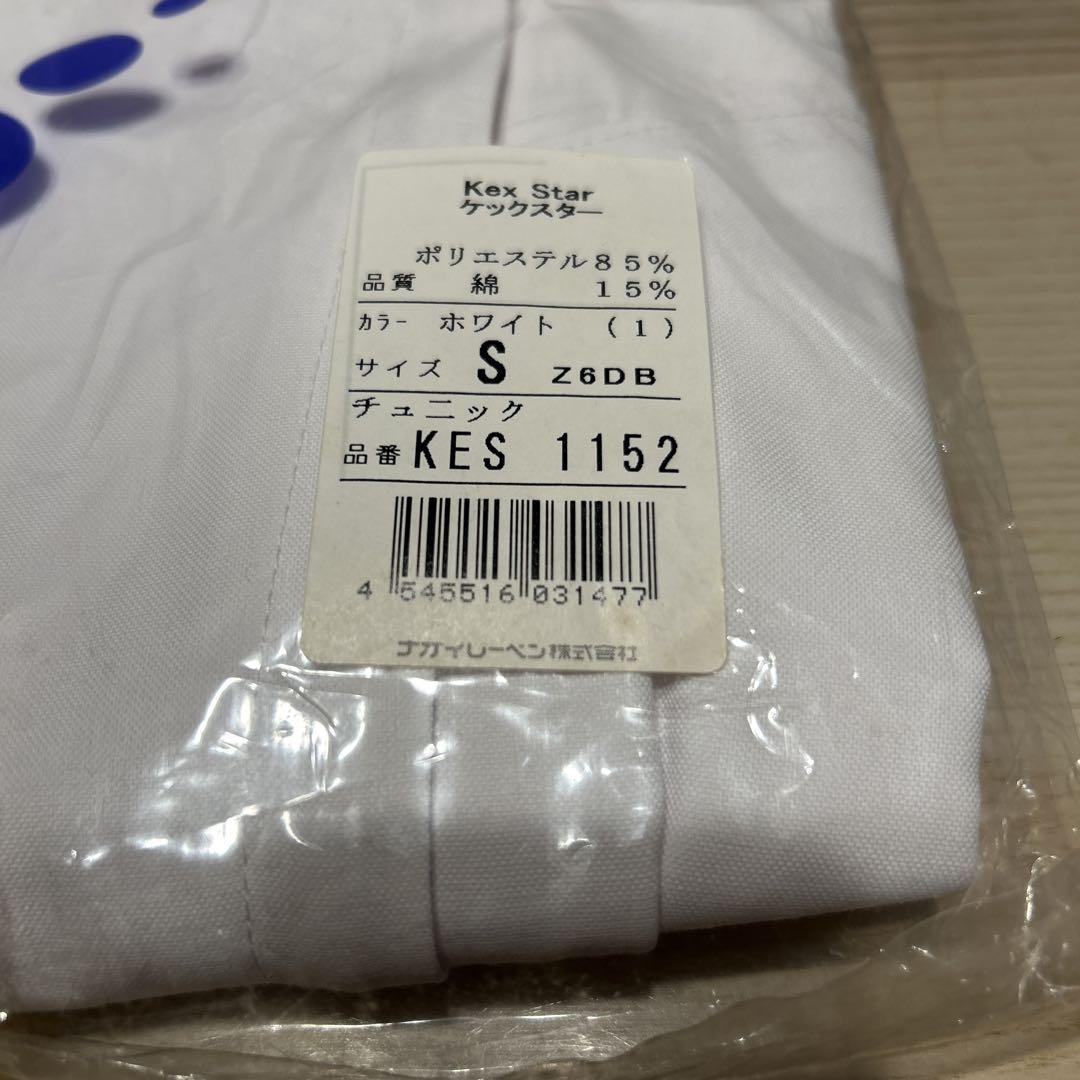 Kex Star
ケックスター
ポリエステル85%
品質 綿 15%
カラー ホワイト (1)
サイズ S Z6DB
チュニック
品番 KES 1152
4 545516 031477
ナガイレーベン株式会社